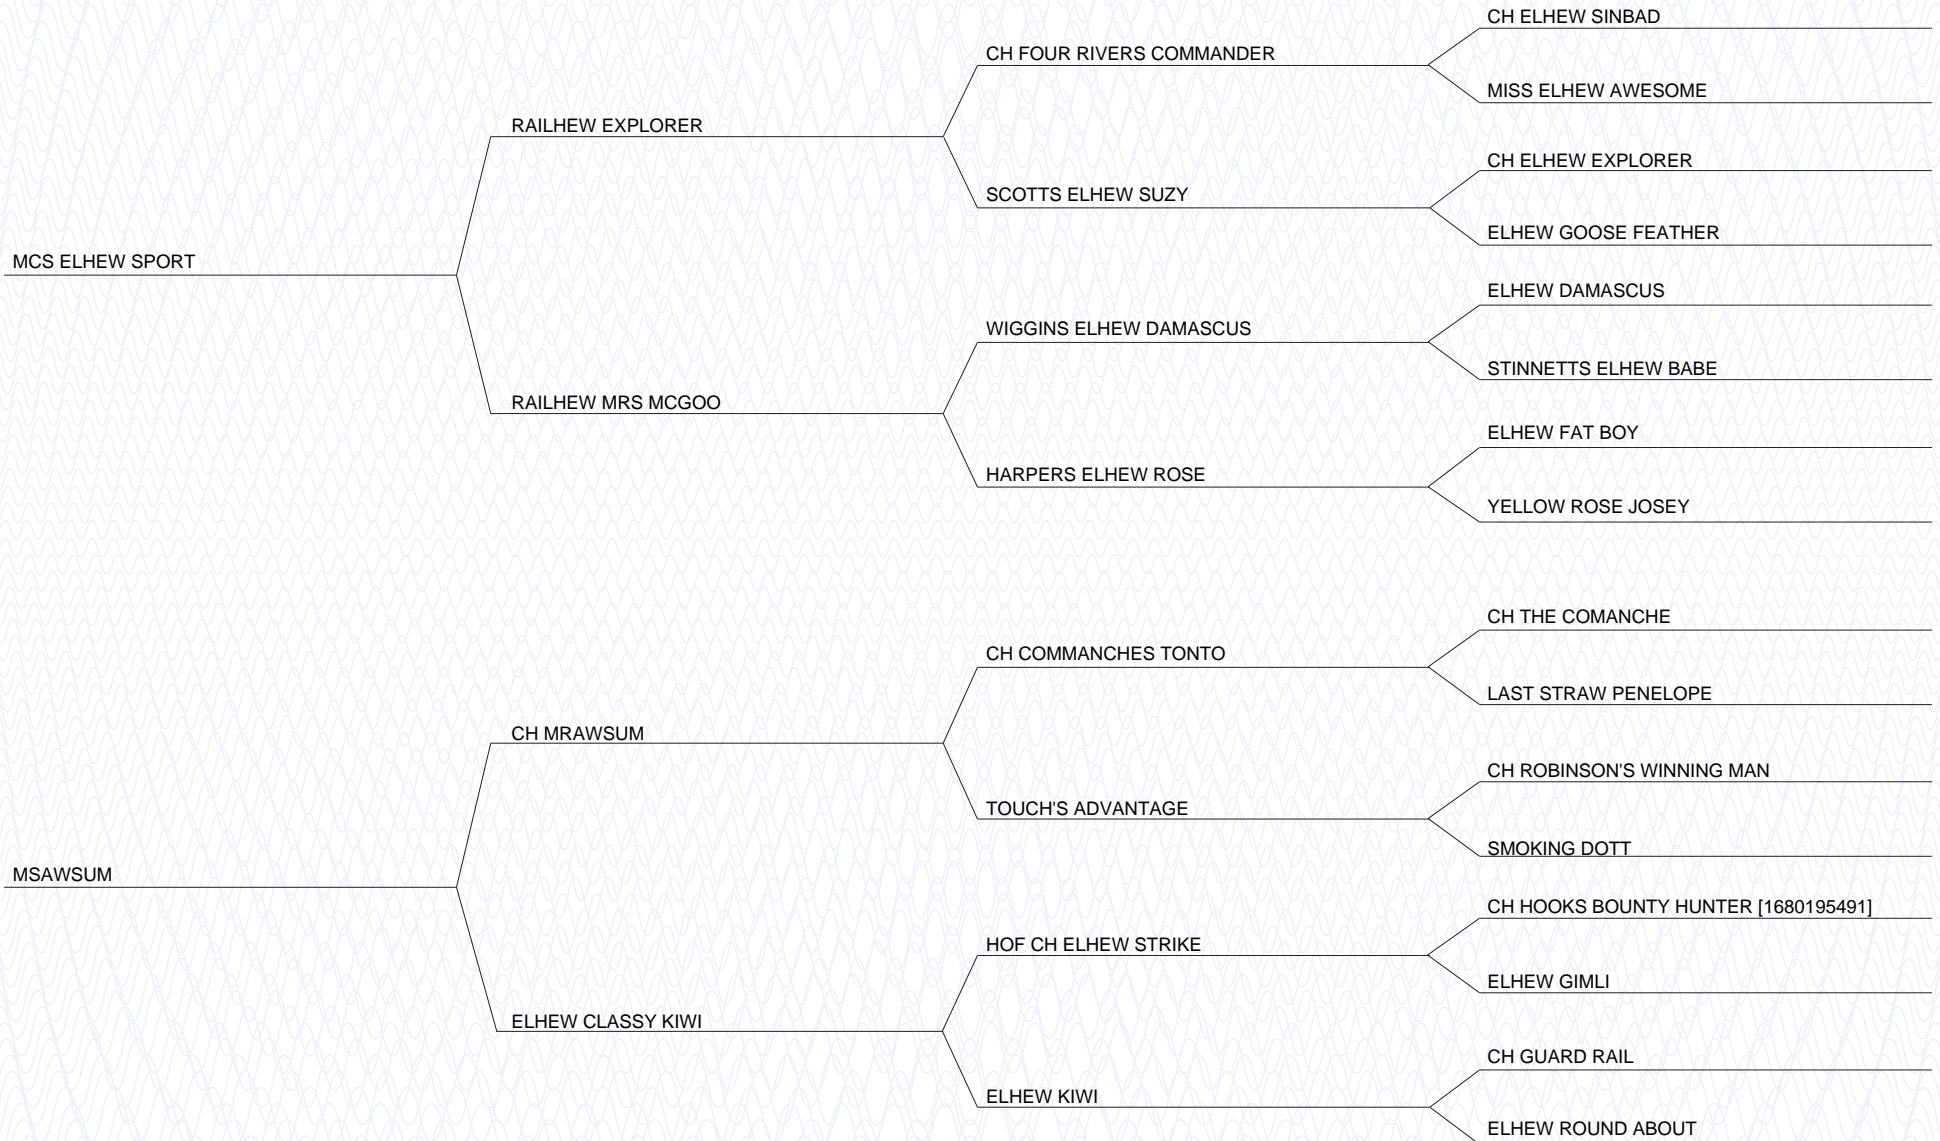 CH ELHEW SINBAD
CH FOUR RIVERS COMMANDER
MISS ELHEW AWESOME
RAILHEW EXPLORER
CH ELHEW EXPLORER
SCOTTS ELHEW SUZY
ELHEW GOOSE FEATHER
MCS ELHEW SPORT
ELHEW DAMASCUS
WIGGINS ELHEW DAMASCUS
STINNETTS ELHEW BABE
RAILHEW MRS MCGOO
ELHEW FAT BOY
HARPERS ELHEW ROSE
YELLOW ROSE JOSEY
CH THE COMANCHE
CH COMMANCHES TONTO
LAST STRAW PENELOPE
CH MRAWSUM
CH ROBINSON'S WINNING MAN
TOUCH'S ADVANTAGE
SMOKING DOTT
MSAWSUM
CH HOOKS BOUNTY HUNTER [1680195491]
HOF CH ELHEW STRIKE
ELHEW GIMLI
ELHEW CLASSY KIWI
CH GUARD RAIL
ELHEW KIWI
ELHEW ROUND ABOUT